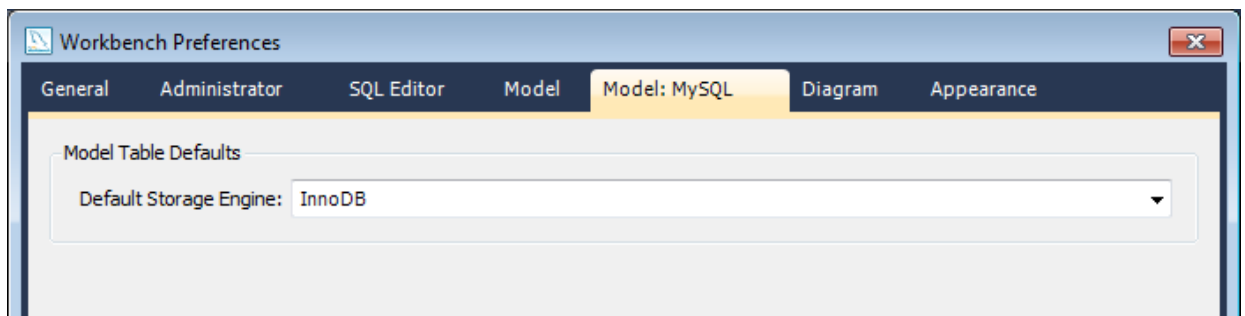 Workbench Preferences
General Administrator SQL Editor Model Model: MySQL Diagram Appearance
Model Table Defaults
Default Storage Engine: InnoDB